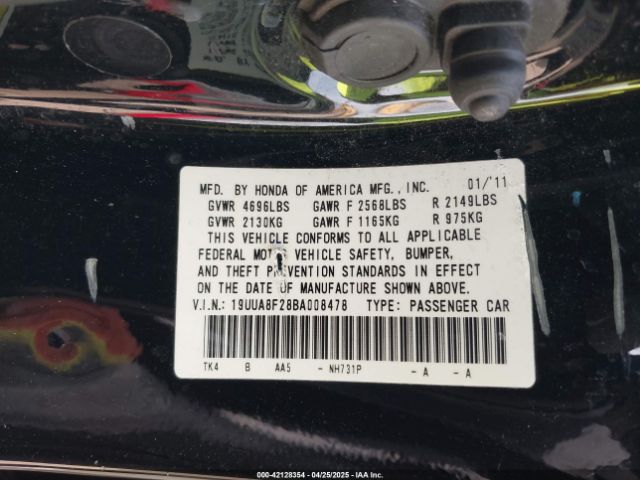 MFD. BY HONDA OF AMERICA MFG., INC. 01/'11
GVWR 4696LBS GAWR F 2568LBS R 2149LBS
GVWR 2130KG GAWR F 1165KG R 975KG
THIS VEHICLE CONFORMS TO ALL APPLICABLE
FEDERAL MOTOR VEHICLE SAFETY, BUMPER,
AND THEFT PREVENTION STANDARDS IN EFFECT
ON THE DATE OF MANUFACTURE SHOWN ABOVE.
V.I.N.: 19UUA8F28BA008478 TYPE: PASSENGER CAR
TK4 B AA5 - NH731P - A - A
000-42128354 - 04/25/2025 - IAA Inc.